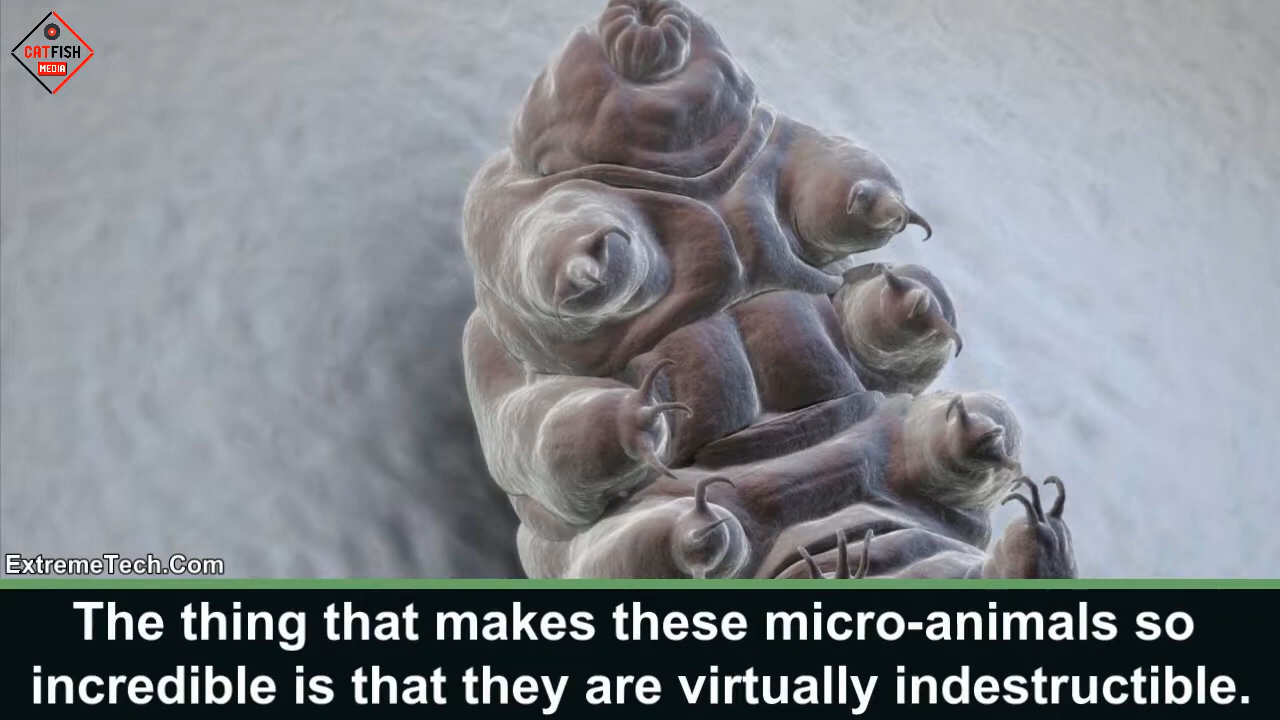 CATFISH
MEDIA
ExtremeTech.Com
The thing that makes these micro-animals so
incredible is that they are virtually indestructible.